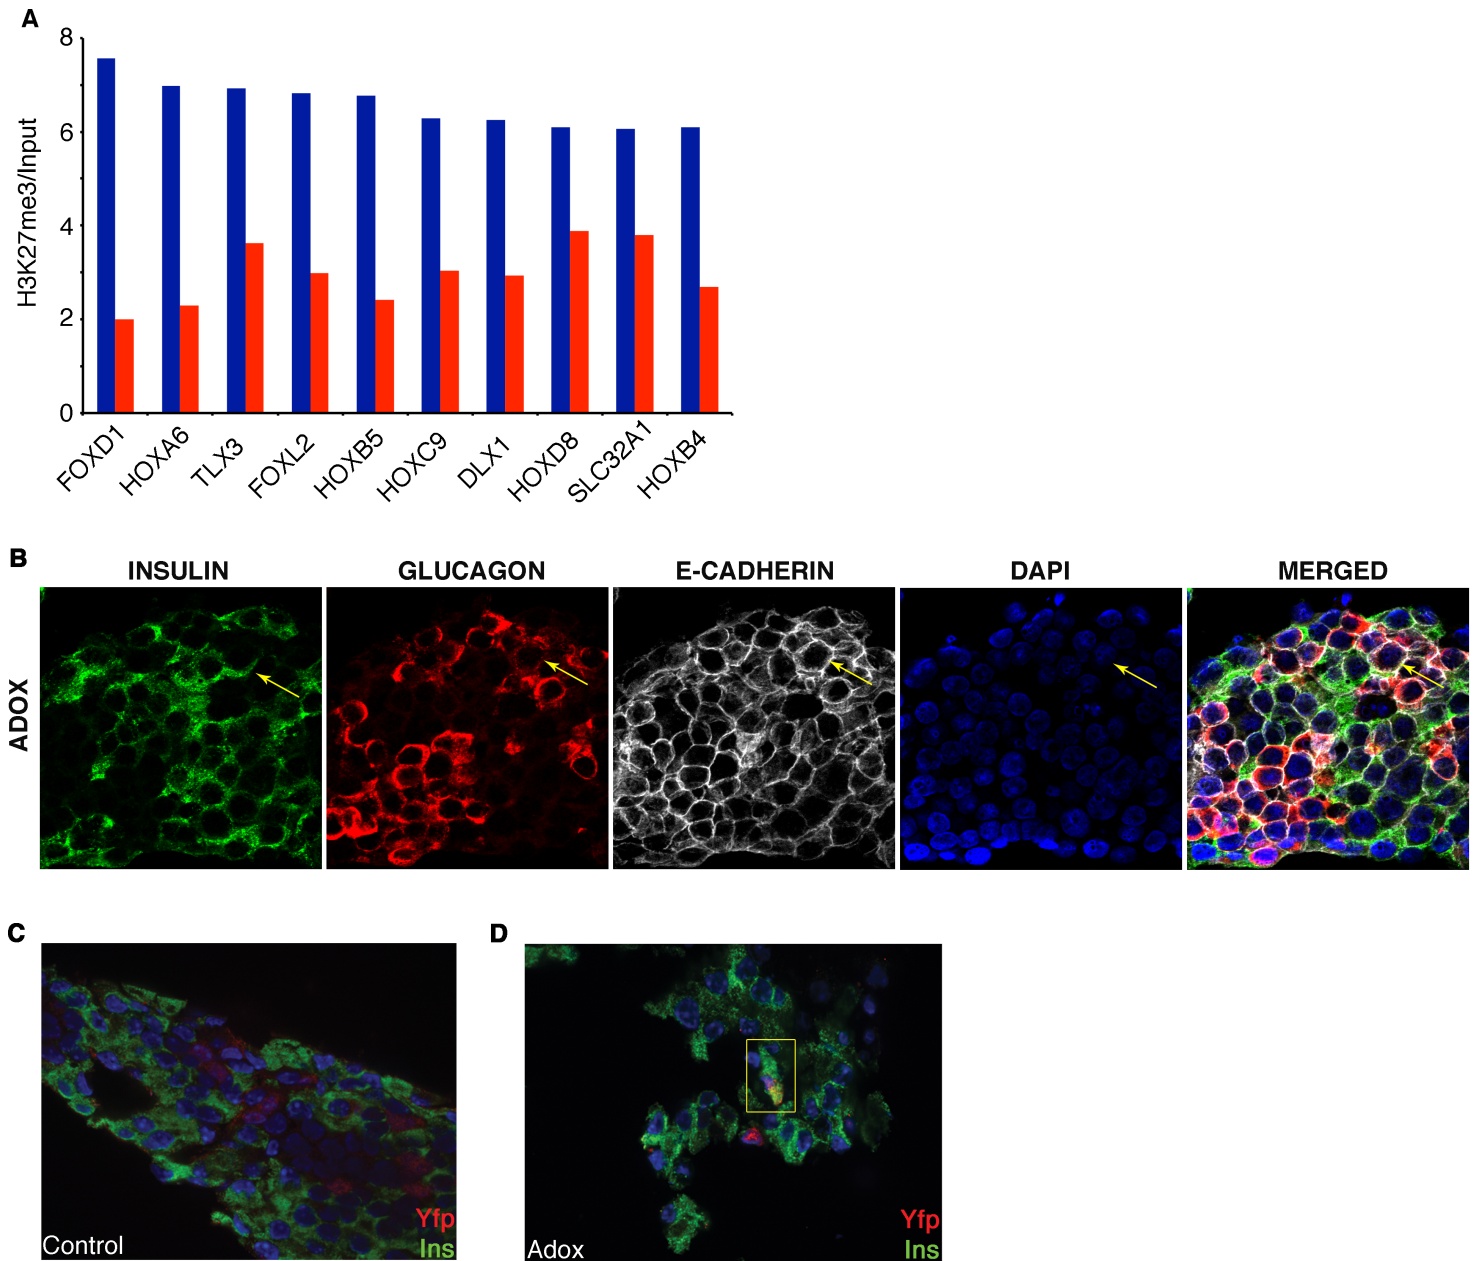 A
8
6
4
2
0
H3K27me3/Input
FOXD1
HOXA6
TLX3
FOXL2
HOXB5
HOXC9
DLX1
HOXD8
SLC32A1
HOXB4
B
INSULIN
GLUCAGON
E-CADHERIN
DAPI
MERGED
ADOX
C
Control
Yfp
Ins
D
Adox
Yfp
Ins